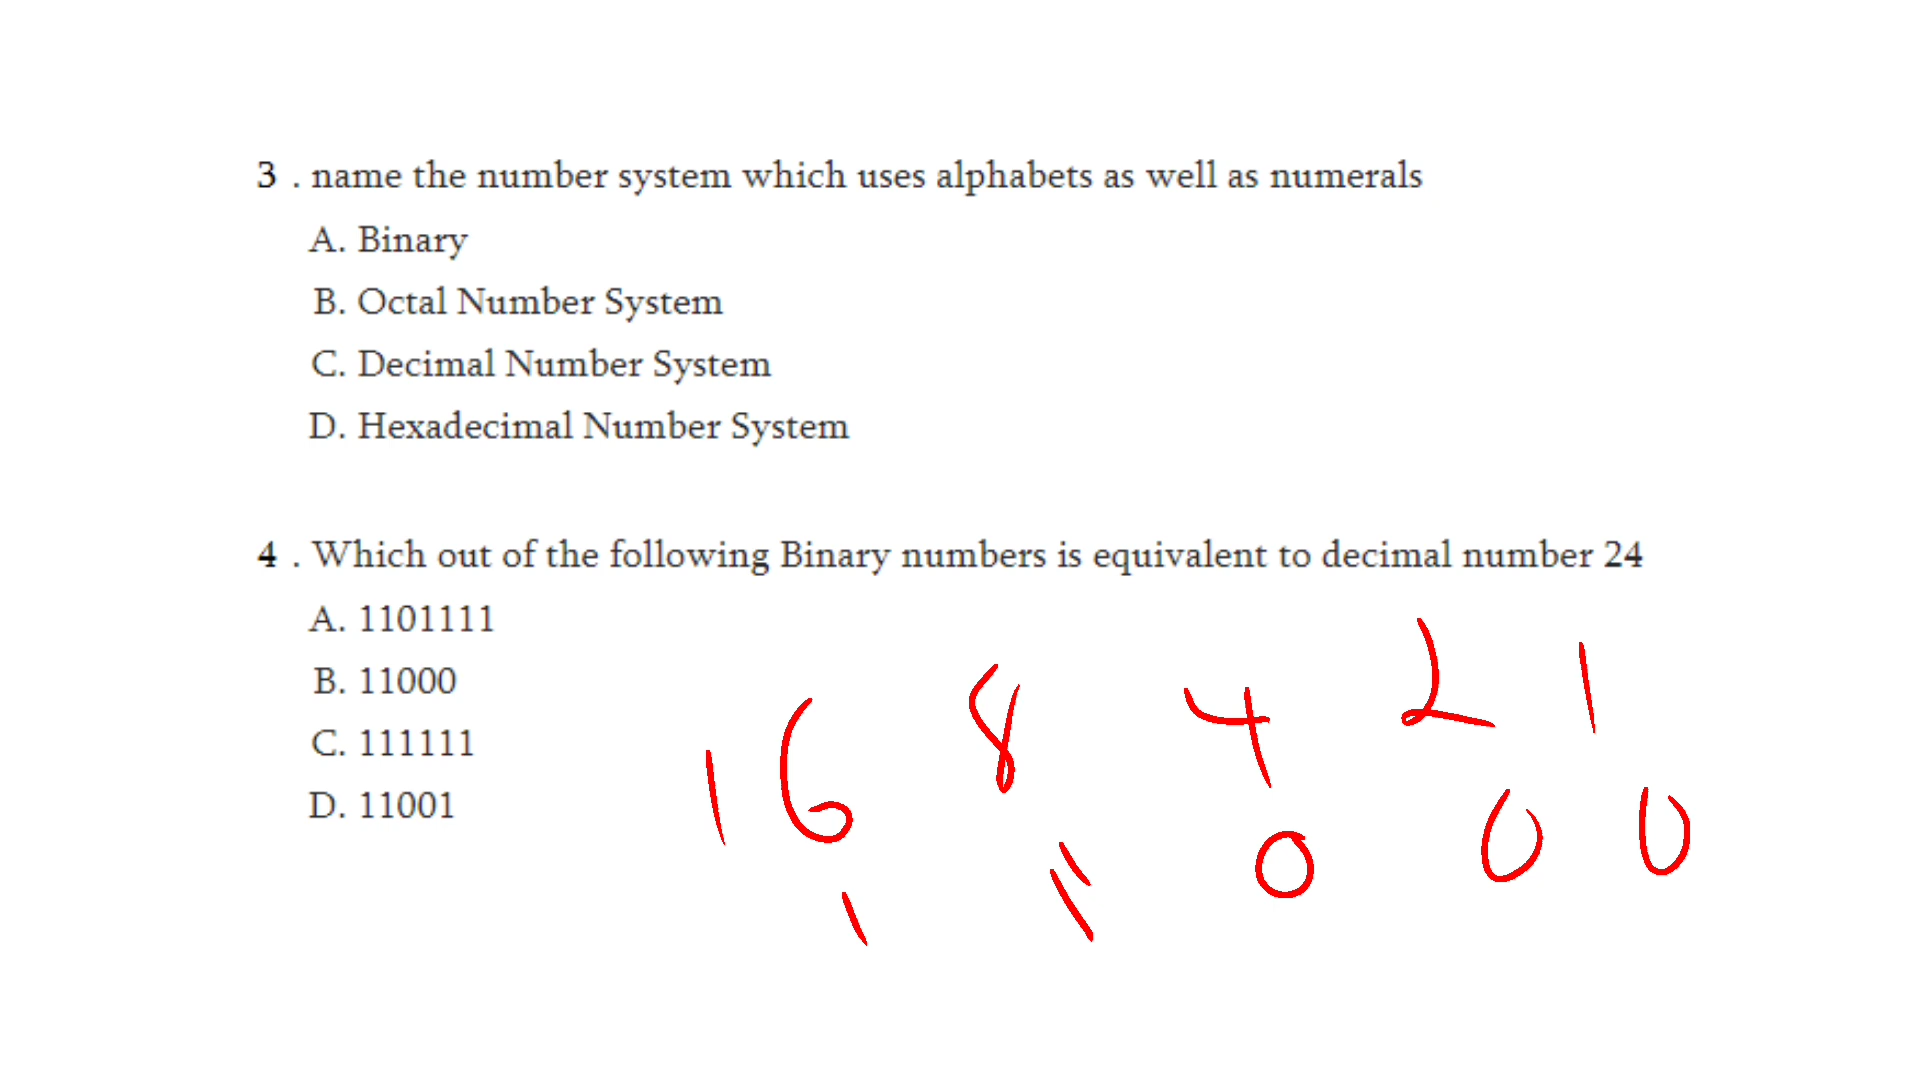 3 . name the number system which uses alphabets as well as numerals
A. Binary
B. Octal Number System
C. Decimal Number System
D. Hexadecimal Number System
4 . Which out of the following Binary numbers is equivalent to decimal number 24
A. 1101111
B. 11000
C. 111111
D. 11001
16 8 4 2 1
1 1 0 0 0